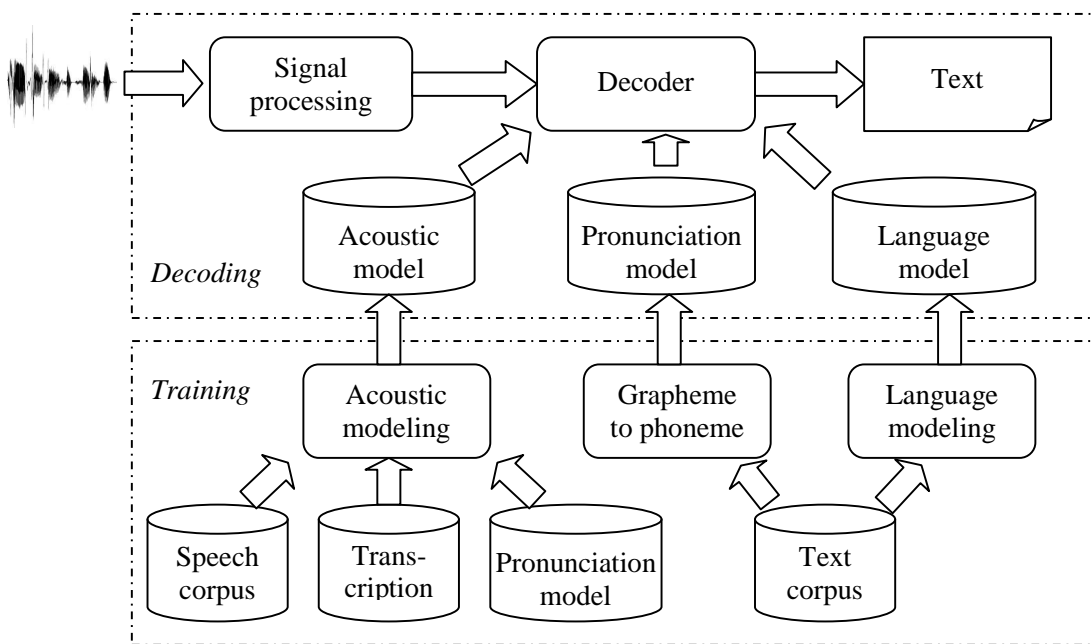 Signal
processing
Decoder
Text
Acoustic
model
Pronunciation
model
Language
model
Decoding
Training
Acoustic
modeling
Grapheme
to phoneme
Language
modeling
Speech
corpus
Trans-
cription
Pronunciation
model
Text
corpus